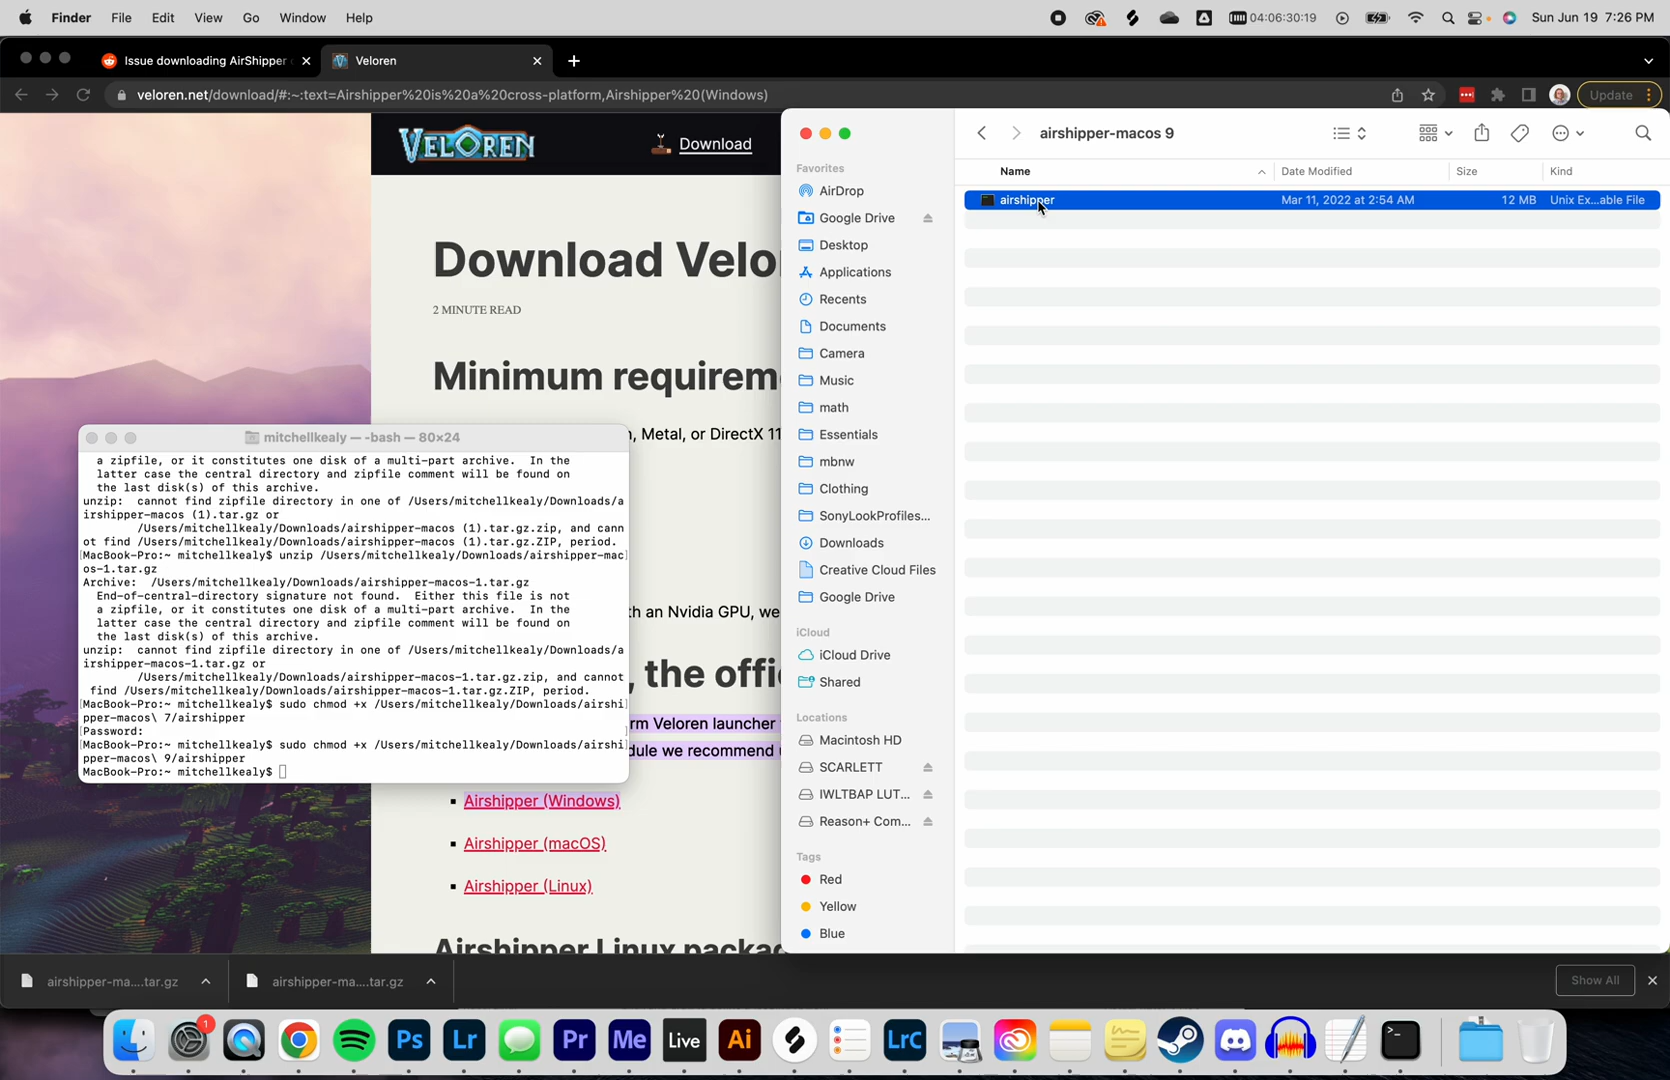 Finder File Edit View Go Window Help
1 04:06:30:19 Sun Jun 19 7:26 PM
Issue downloading AirShipper
Veloren
veloren.net/download/#:~:text=Airshipper%20is%20a%20cross-platform,Airshipper%20(Windows)
Update
VELOREN
Download
Download Velo
2 MINUTE READ
Minimum requirem
, Metal, or DirectX 11
th an Nvidia GPU, we
, the offi
rm Veloren launcher
dule we recommend
Airshipper (Windows)
Airshipper (macOS)
Airshipper (Linux)
Airshipper Linux packa
mitchellkealy — -bash — 80×24
a zipfile, or it constitutes one disk of a multi-part archive. In the
latter case the central directory and zipfile comment will be found on
the last disk(s) of this archive.
unzip: cannot find zipfile directory in one of /Users/mitchellkealy/Downloads/a
irshipper-macos (1).tar.gz or
/Users/mitchellkealy/Downloads/airshipper-macos (1).tar.gz.zip, and cann
ot find /Users/mitchellkealy/Downloads/airshipper-macos (1).tar.gz.ZIP, period.
[MacBook-Pro:~ mitchellkealy$ unzip /Users/mitchellkealy/Downloads/airshipper-mac]
os-1.tar.gz
Archive: /Users/mitchellkealy/Downloads/airshipper-macos-1.tar.gz
End-of-central-directory signature not found. Either this file is not
a zipfile, or it constitutes one disk of a multi-part archive. In the
latter case the central directory and zipfile comment will be found on
the last disk(s) of this archive.
unzip: cannot find zipfile directory in one of /Users/mitchellkealy/Downloads/a
irshipper-macos-1.tar.gz or
/Users/mitchellkealy/Downloads/airshipper-macos-1.tar.gz.zip, and cannot
find /Users/mitchellkealy/Downloads/airshipper-macos-1.tar.gz.ZIP, period.
[MacBook-Pro:~ mitchellkealy$ sudo chmod +x /Users/mitchellkealy/Downloads/airshi]
pper-macos\ 7/airshipper
[Password: ]
[MacBook-Pro:~ mitchellkealy$ sudo chmod +x /Users/mitchellkealy/Downloads/airshi]
pper-macos\ 9/airshipper
MacBook-Pro:~ mitchellkealy$
airshipper-macos 9
Favorites
AirDrop
Google Drive
Desktop
Applications
Recents
Documents
Camera
Music
math
Essentials
mbnw
Clothing
SonyLookProfiles...
Downloads
Creative Cloud Files
Google Drive
iCloud
iCloud Drive
Shared
Locations
Macintosh HD
SCARLETT
IWLTBAP LUT...
Reason+ Com...
Tags
Red
Yellow
Blue
Name Date Modified Size Kind
airshipper Mar 11, 2022 at 2:54 AM 12 MB Unix Ex...able File
airshipper-ma....tar.gz
airshipper-ma....tar.gz
Show All
1
Ps Lr Pr Me Live Ai LrC